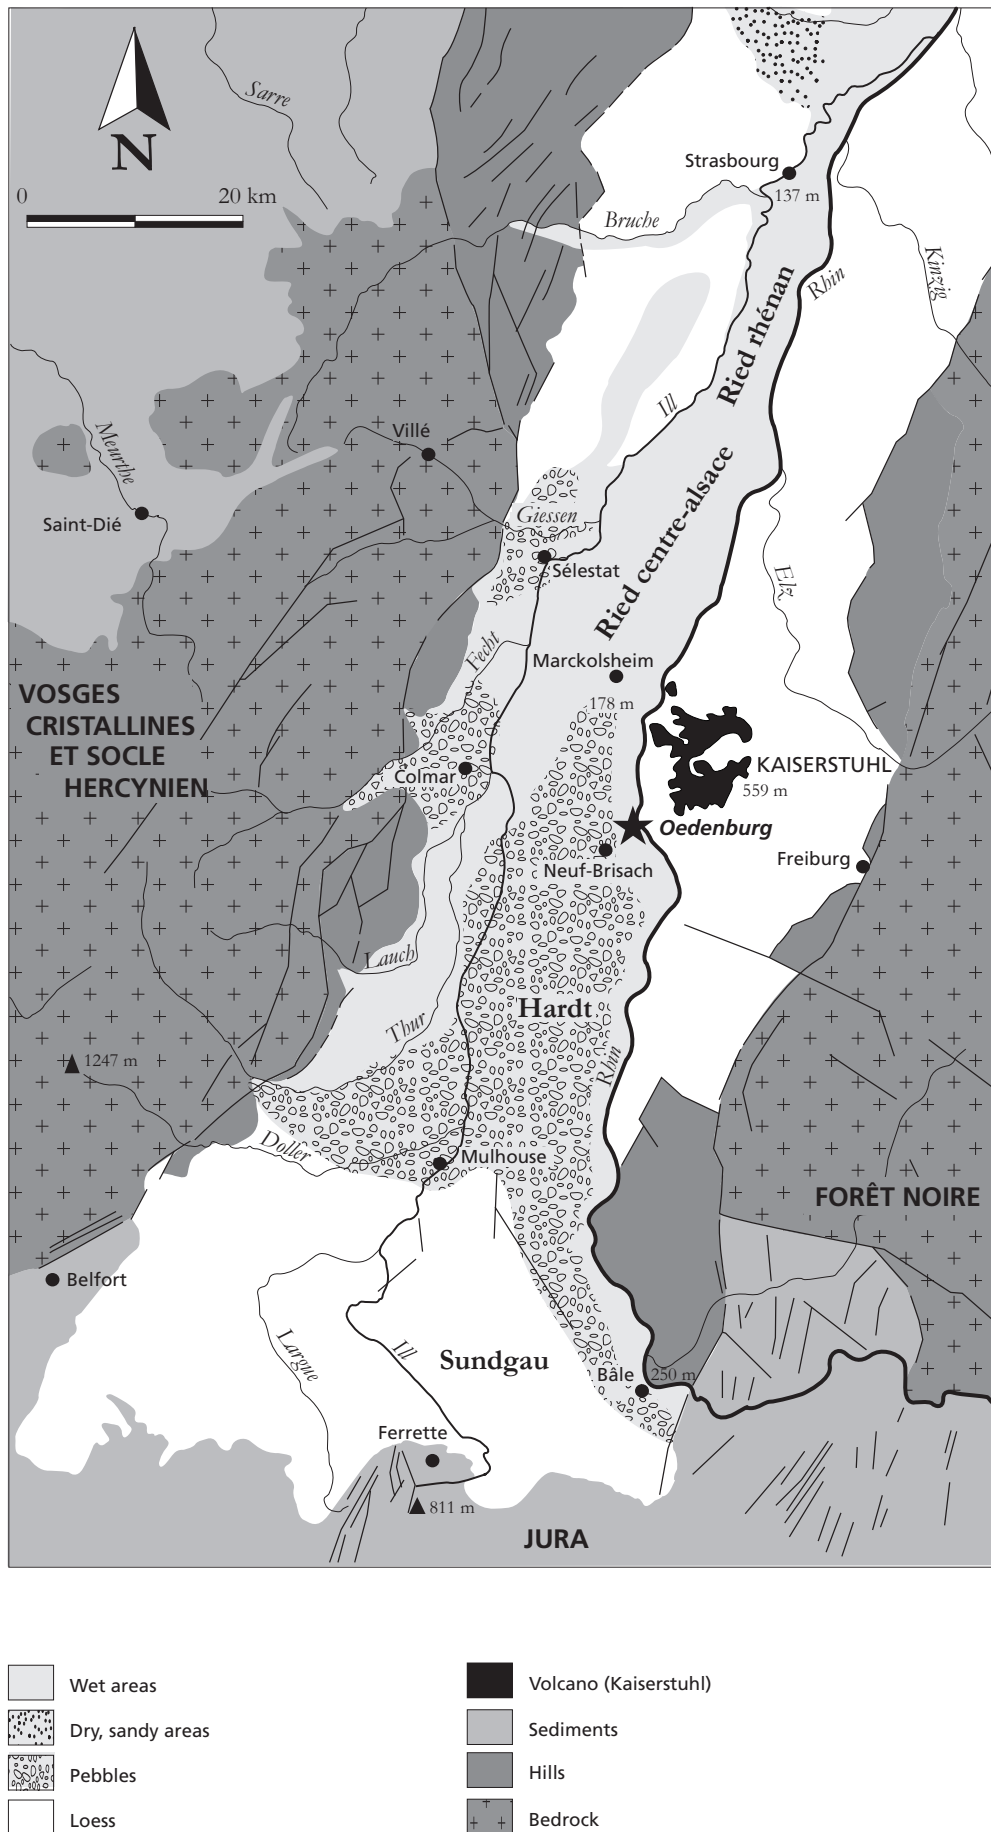 Sarre
N
0 20 km
Strasbourg
137 m
Bruche
Kinzig
Rhin
Ried rhénan
Ill
Villé
Meurthe
Saint-Dié
Giessen
Sélestat
Ried centre-alsace
Elz
Fecht
Marckolsheim
178 m
VOSGES
CRISTALLINES
ET SOCLE
HERCYNIEN
Colmar
KAISERSTUHL
559 m
Oedenburg
Neuf-Brisach
Freiburg
Lauch
Hardt
Thur
Rhin
1247 m
Doller
Mulhouse
FORÊT NOIRE
Belfort
Largue
Ill
Sundgau
Bâle
250 m
Ferrette
811 m
JURA
Wet areas
Dry, sandy areas
Pebbles
Loess
Volcano (Kaiserstuhl)
Sediments
Hills
Bedrock